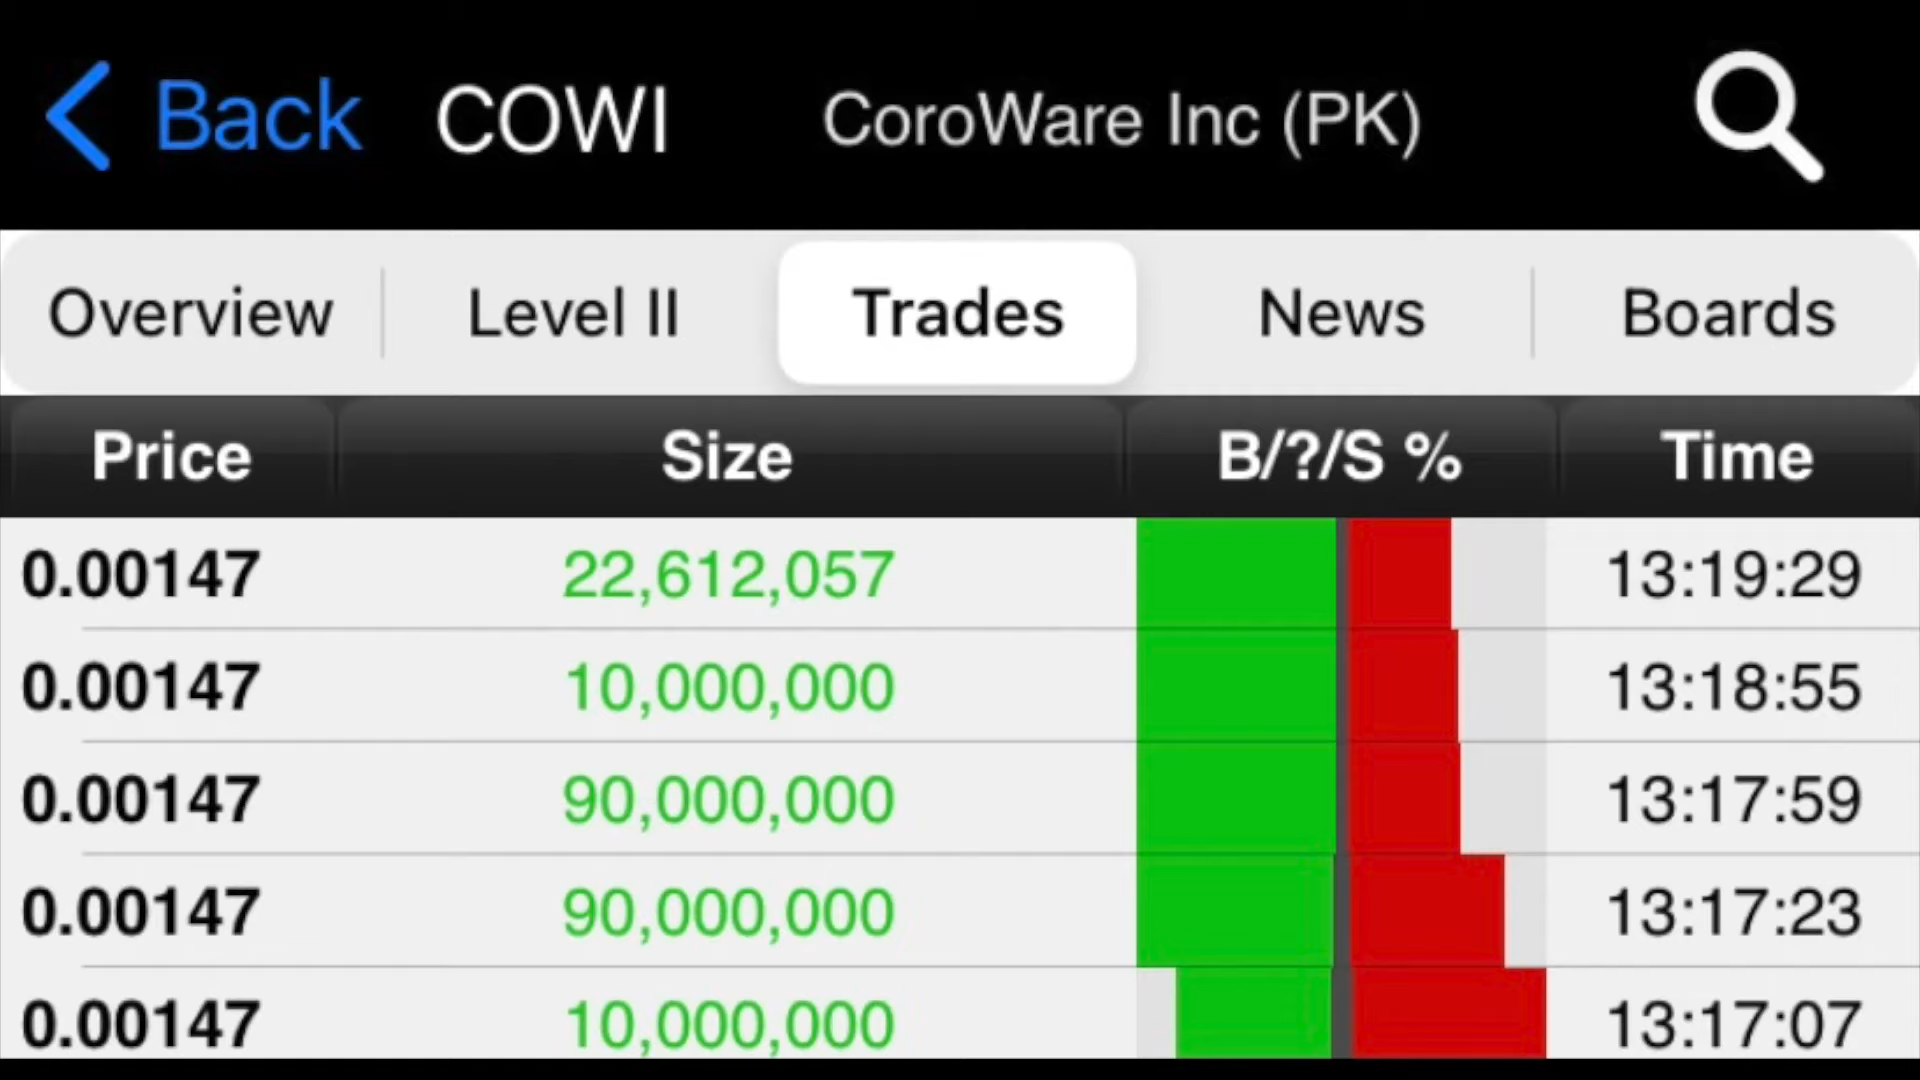 Back COWI CoroWare Inc (PK)
Overview Level II Trades News Boards
Price Size B/?/S % Time
0.00147 22,612,057 13:19:29
0.00147 10,000,000 13:18:55
0.00147 90,000,000 13:17:59
0.00147 90,000,000 13:17:23
0.00147 10,000,000 13:17:07